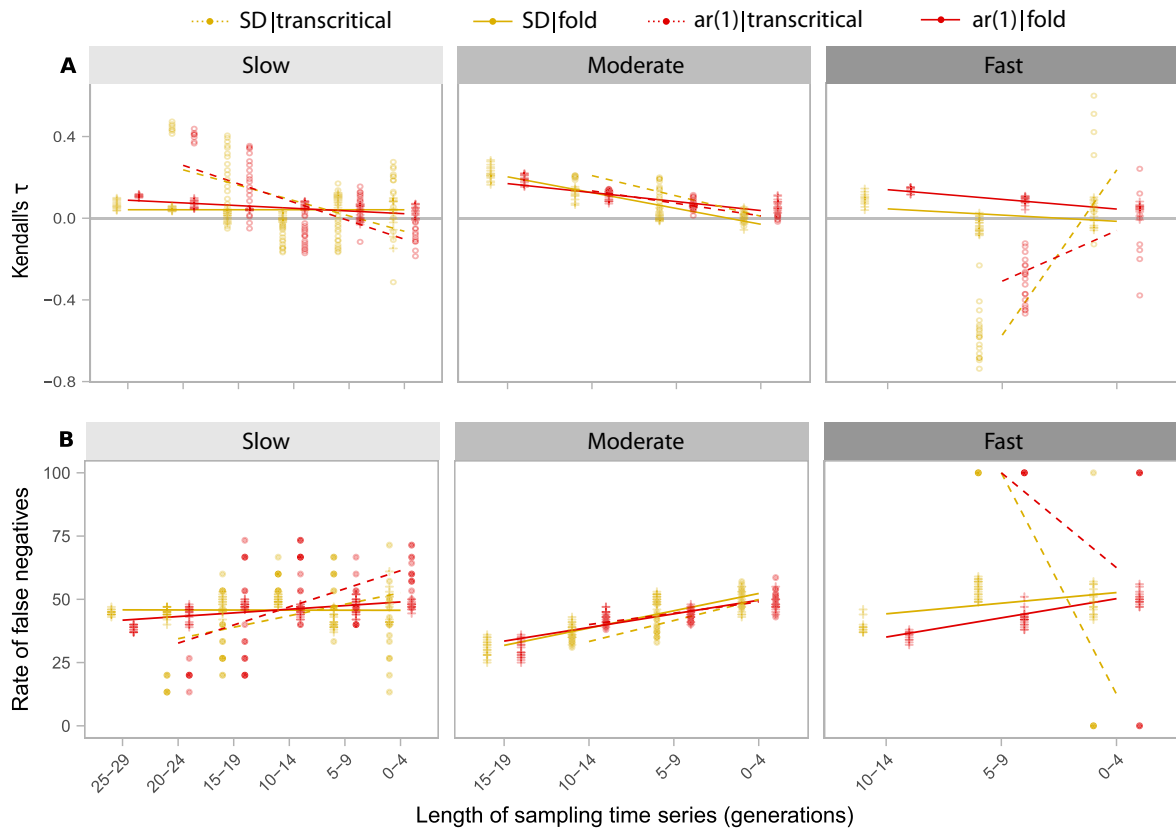 SD|transcritical SD|fold ar(1)|transcritical ar(1)|fold
A Slow Moderate Fast
Kendall's τ
0.4
0.0
−0.4
−0.8
B Slow Moderate Fast
Rate of false negatives
100
75
50
25
0
25−29 20−24 15−19 10−14 5−9 0−4 15−19 10−14 5−9 0−4 10−14 5−9 0−4
Length of sampling time series (generations)